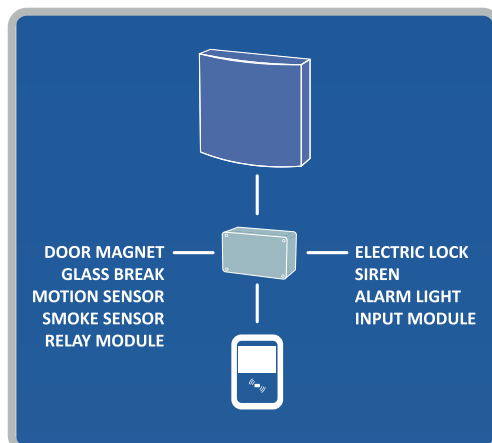 DOOR MAGNET
GLASS BREAK
MOTION SENSOR
SMOKE SENSOR
RELAY MODULE
ELECTRIC LOCK
SIREN
ALARM LIGHT
INPUT MODULE